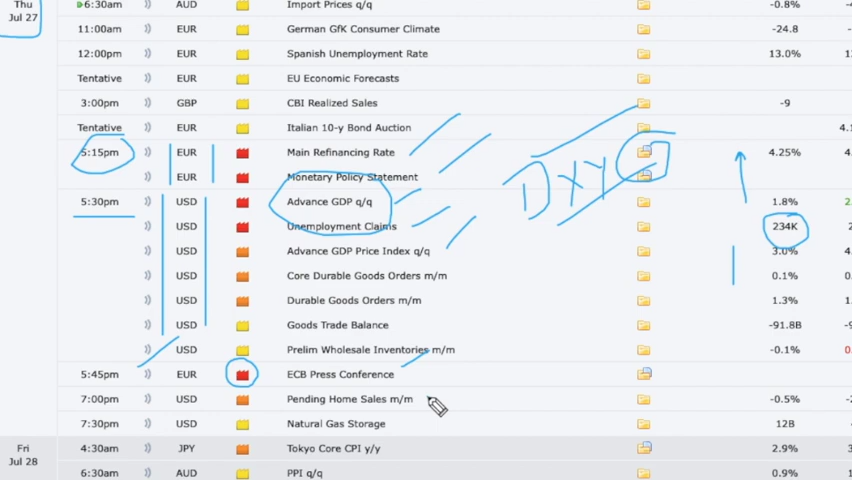 Thu 6:30am AUD Import Prices q/q -0.8%
Jul 27
11:00am EUR German GfK Consumer Climate -24.8
12:00pm EUR Spanish Unemployment Rate 13.0%
Tentative EUR EU Economic Forecasts
3:00pm GBP CBI Realized Sales -9
Tentative EUR Italian 10-y Bond Auction
5:15pm EUR Main Refinancing Rate 4.25%
EUR Monetary Policy Statement
DXY
5:30pm USD Advance GDP q/q 1.8%
USD Unemployment Claims 234K
USD Advance GDP Price Index q/q 3.0%
USD Core Durable Goods Orders m/m 0.1%
USD Durable Goods Orders m/m 1.3%
USD Goods Trade Balance -91.8B
USD Prelim Wholesale Inventories m/m -0.1%
5:45pm EUR ECB Press Conference
7:00pm USD Pending Home Sales m/m -0.5%
7:30pm USD Natural Gas Storage 12B
Fri 4:30am JPY Tokyo Core CPI y/y 2.9%
Jul 28
6:30am AUD PPI q/q 0.9%